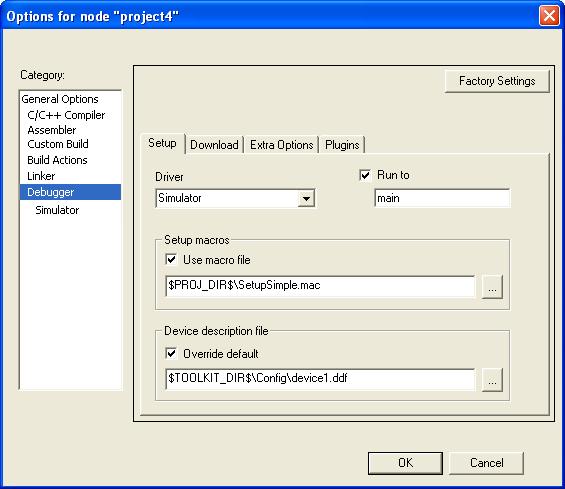 Options for node "project4"
Category:
Factory Settings
General Options
C/C++ Compiler
Assembler
Custom Build
Build Actions
Linker
Debugger
Simulator
Setup Download Extra Options Plugins
Driver
Simulator
Run to
main
Setup macros
Use macro file
$PROJ_DIR$\SetupSimple.mac
...
Device description file
Override default
$TOOLKIT_DIR$\Config\device1.ddf
...
OK Cancel